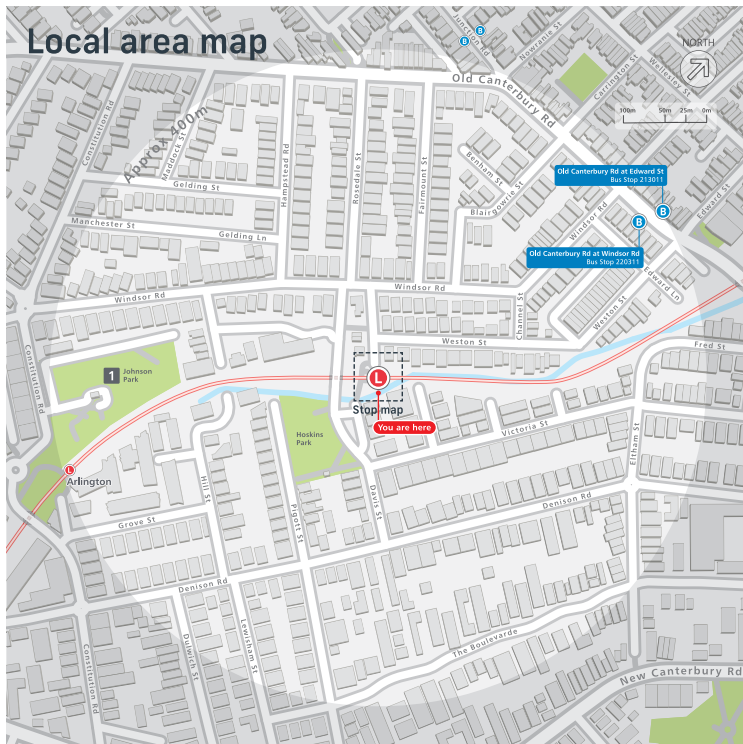 Local area map
Junction Rd
B
B
Nowranie St
NORTH
Wellesley St
Carrington St
100m 50m 25m 0m
Old Canterbury Rd
Constitution Rd
Approx 400m
Maddock St
Hampstead Rd
Rosedale St
Fairmount St
Benham St
Blairgowrie St
Old Canterbury Rd at Edward St
Bus Stop 213011
B
Edward St
Gelding St
Manchester St
Gelding Ln
Windsor Rd
B
Old Canterbury Rd at Windsor Rd
Bus Stop 220311
Edward Ln
Windsor Rd
Windsor Rd
Channel St
Weston St
Weston St
Fred St
Constitution Rd
1
Johnson
Park
L
Stop map
You are here
Hoskins
Park
Victoria St
Eltham St
L
Arlington
Hill St
Pigott St
Davis St
Denison Rd
Grove St
Denison Rd
Dulwich St
Lewisham St
The Boulevarde
Constitution Rd
New Canterbury Rd